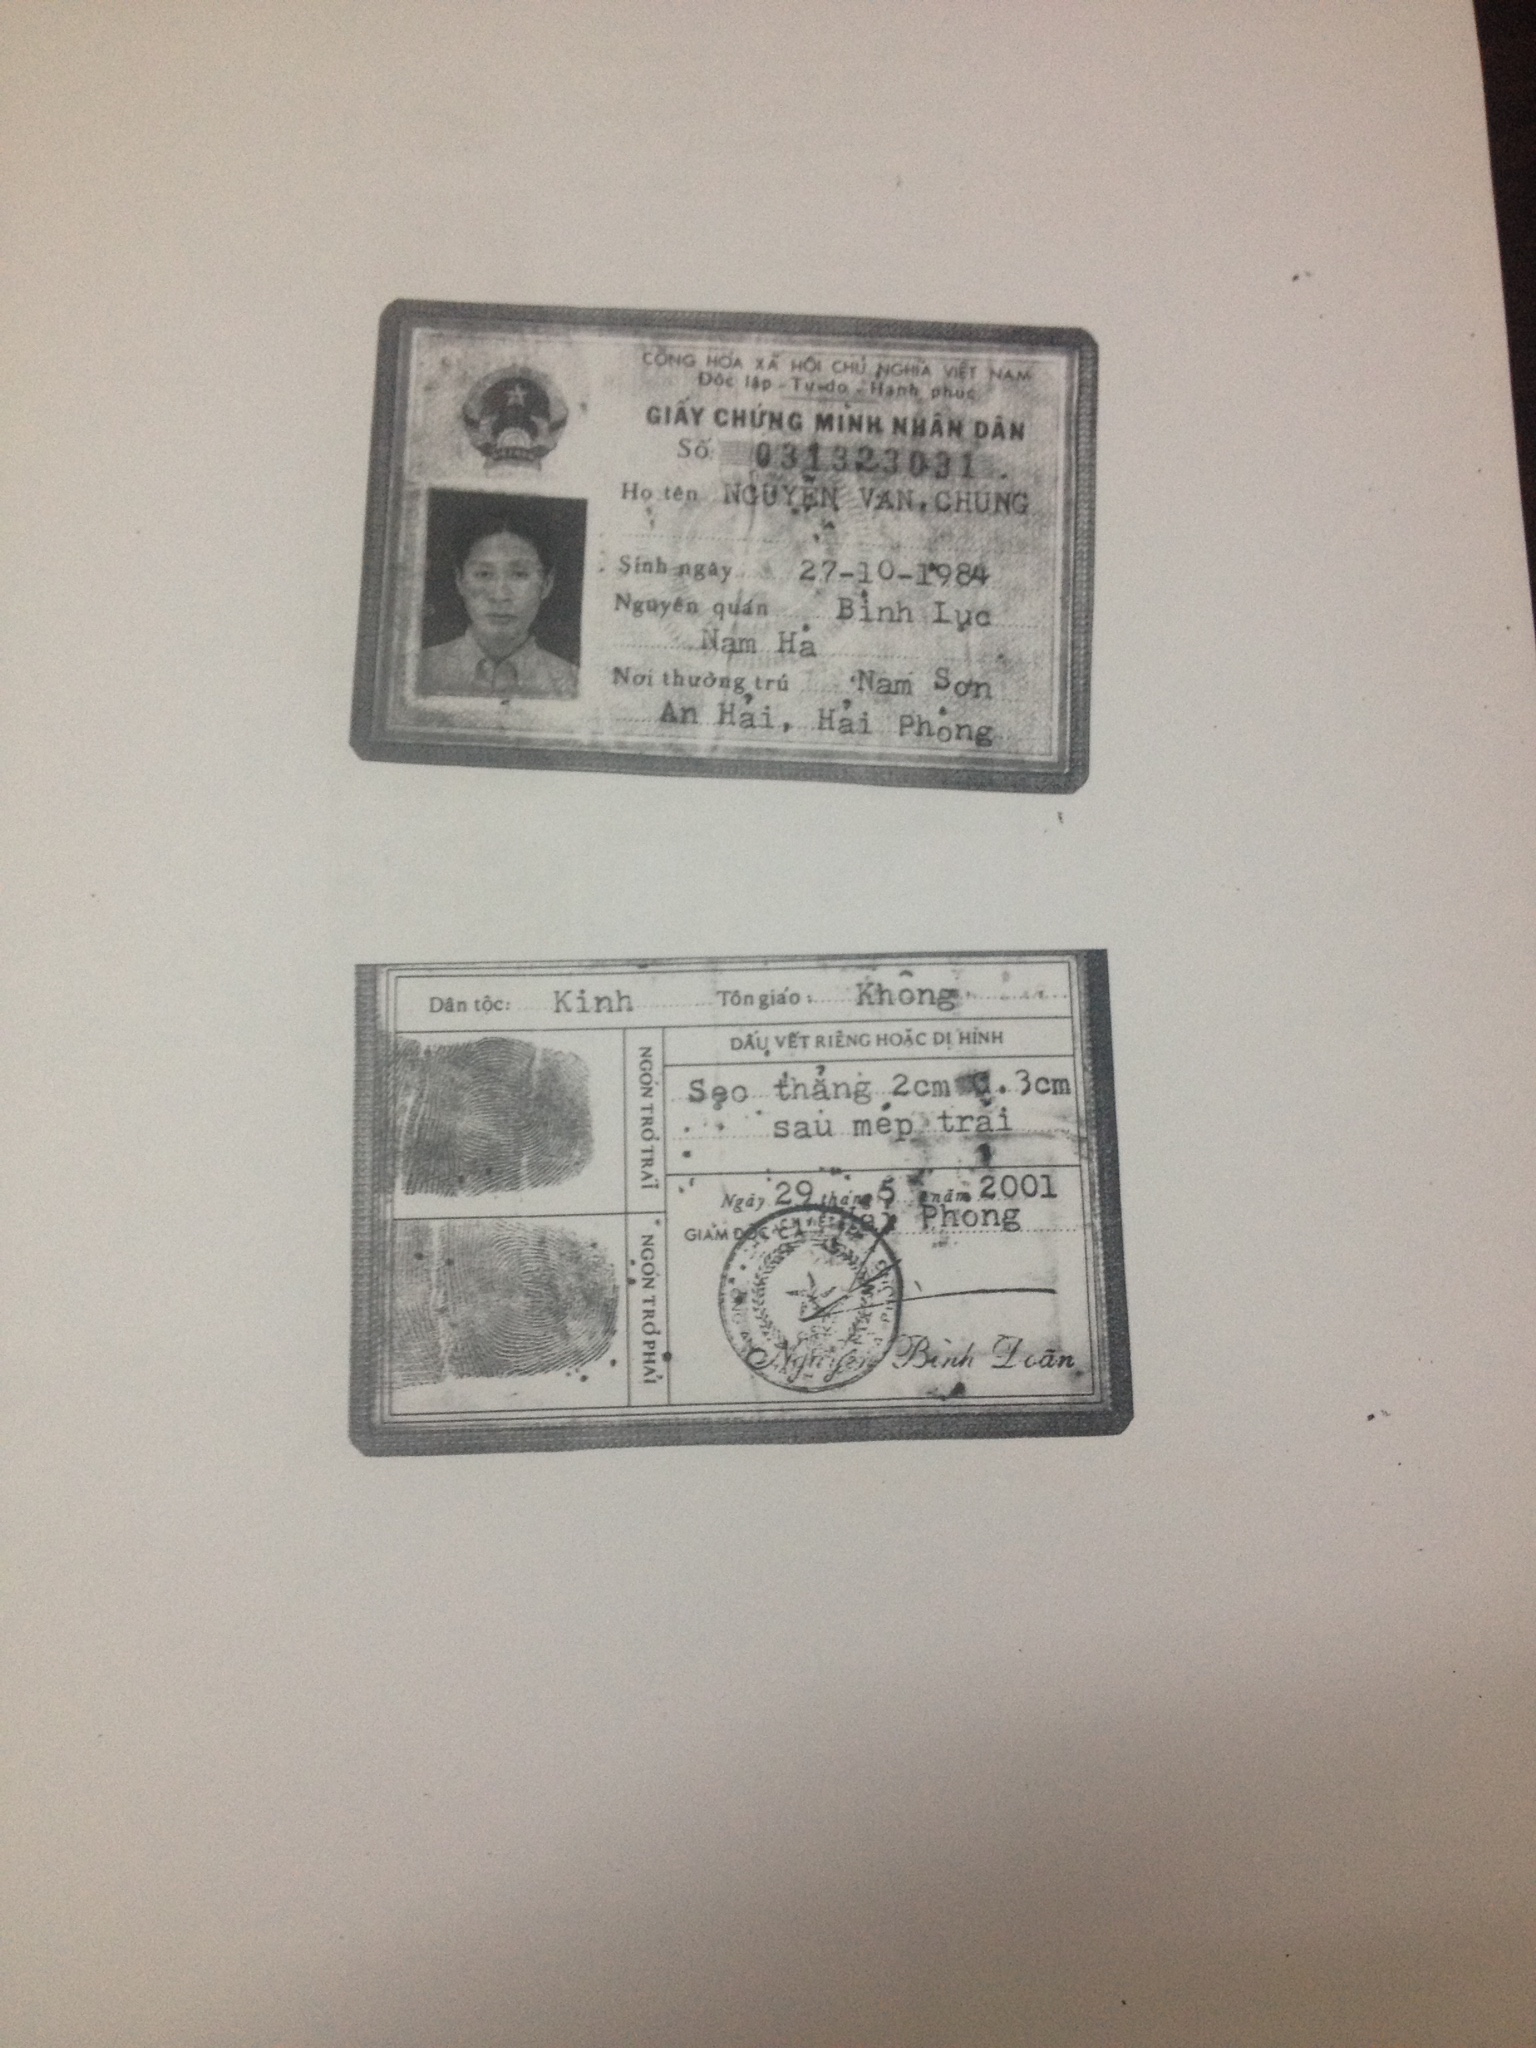 CỘNG HÒA XÃ HỘI CHỦ NGHĨA VIỆT NAM
Độc lập - Tự do - Hạnh phúc
GIẤY CHỨNG MINH NHÂN DÂN
Số 031323031
Họ tên NGUYỄN VĂN CHUNG
Sinh ngày 27-10-1984
Nguyên quán Bình Lục
Nam Hà
Nơi thường trú Nam Sơn
An Hải, Hải Phòng
Dân tộc: Kinh Tôn giáo: Không
NGÓN TRỎ TRÁI
DẤU VẾT RIÊNG HOẶC DỊ HÌNH
Sẹo thẳng 2cm C.3cm
sau mép trái
Ngày 29 tháng 5 năm 2001
GIÁM ĐỐC CA Hải Phòng
NGÓN TRỎ PHẢI
Nguyễn Bình Đoãn